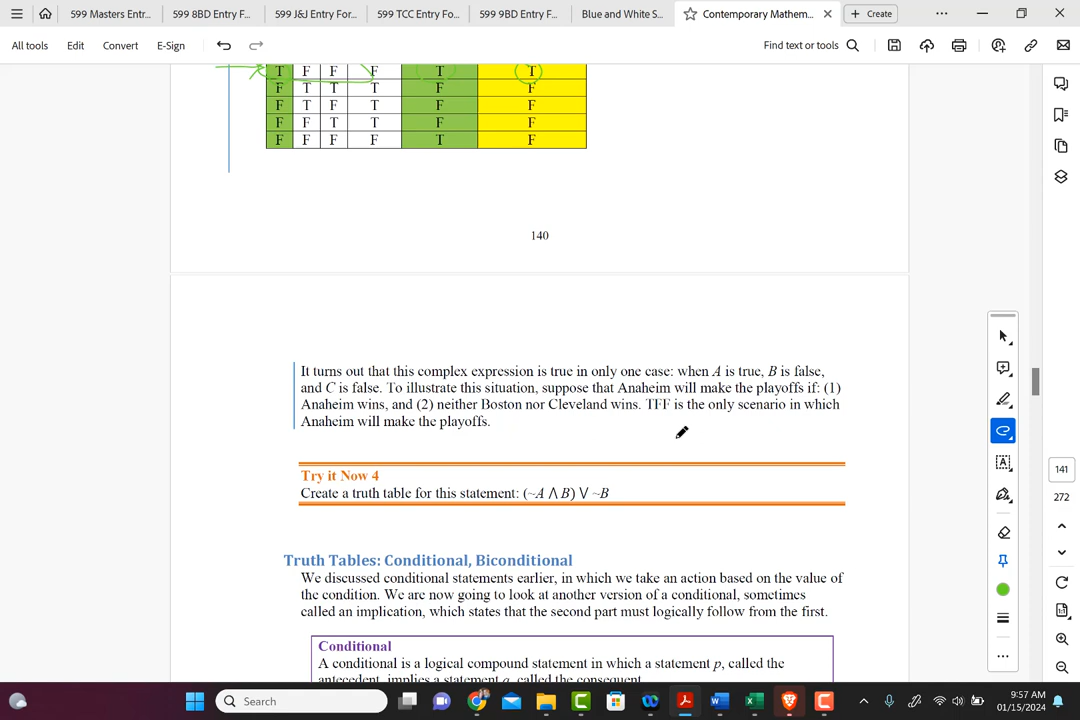 599 Masters Entr... 599 8BD Entry F... 599 J&J Entry For... 599 TCC Entry Fo... 599 9BD Entry F... Blue and White S... Contemporary Mathem... Create
All tools Edit Convert E-Sign Find text or tools
T F F F T T
F T T T F F
F T F F F
F F T T F F
F F F F T F
140
It turns out that this complex expression is true in only one case: when A is true, B is false,
and C is false. To illustrate this situation, suppose that Anaheim will make the playoffs if: (1)
Anaheim wins, and (2) neither Boston nor Cleveland wins. TFF is the only scenario in which
Anaheim will make the playoffs.
141
272
Try it Now 4
Create a truth table for this statement: (~A ⋀ B) ⋁ ~B
Truth Tables: Conditional, Biconditional
We discussed conditional statements earlier, in which we take an action based on the value of
the condition. We are now going to look at another version of a conditional, sometimes
called an implication, which states that the second part must logically follow from the first.
Conditional
A conditional is a logical compound statement in which a statement p, called the
antecedent, implies a statement q, called the consequent.
Search
9:57 AM
01/15/2024